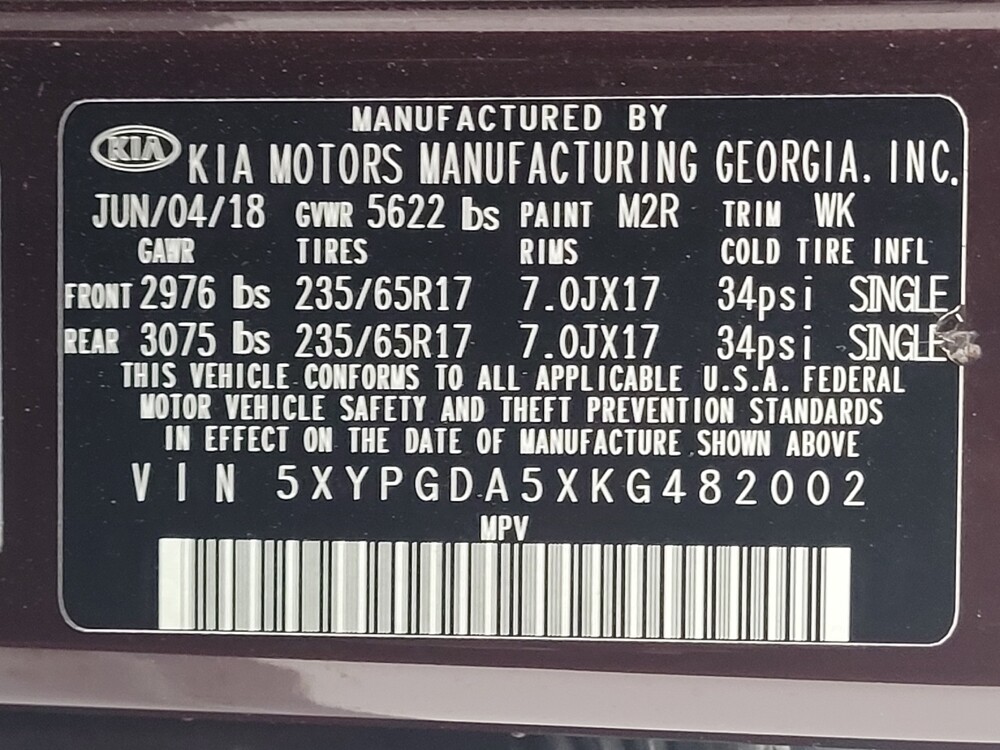 MANUFACTURED BY
KIA KIA MOTORS MANUFACTURING GEORGIA, INC.
JUN/04/18 GVWR 5622 lbs PAINT M2R TRIM WK
GAWR TIRES RIMS COLD TIRE INFL
FRONT 2976 lbs 235/65R17 7.0JX17 34psi SINGLE
REAR 3075 lbs 235/65R17 7.0JX17 34psi SINGLE
THIS VEHICLE CONFORMS TO ALL APPLICABLE U.S.A. FEDERAL
MOTOR VEHICLE SAFETY AND THEFT PREVENTION STANDARDS
IN EFFECT ON THE DATE OF MANUFACTURE SHOWN ABOVE
VIN 5XYPGDA5XKG482002
MPV